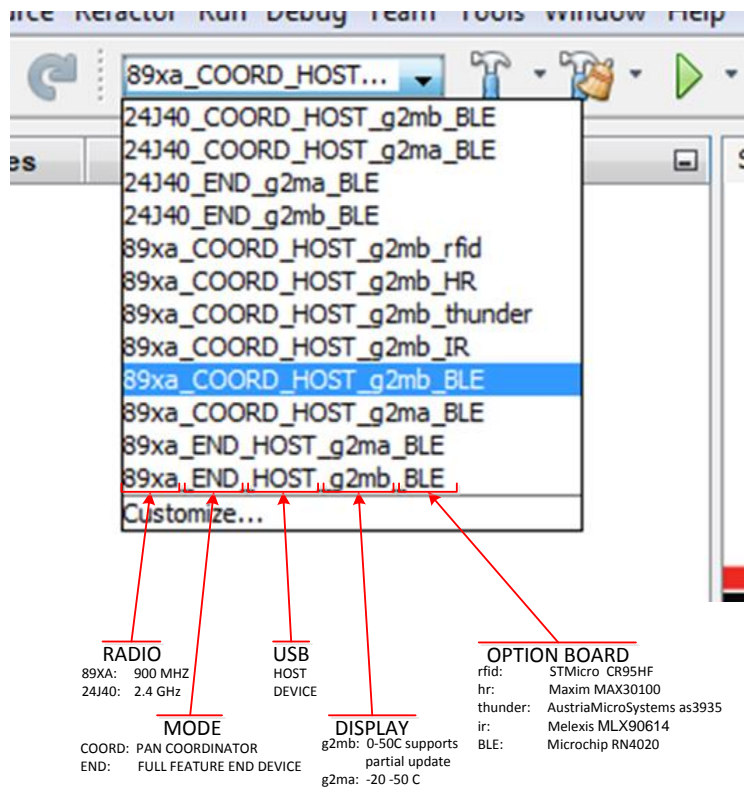 Refactor Run Debug Team Tools Window Help
89xa_COORD_HOST...
24J40_COORD_HOST_g2mb_BLE
24J40_COORD_HOST_g2ma_BLE
24J40_END_g2ma_BLE
24J40_END_g2mb_BLE
89xa_COORD_HOST_g2mb_rfid
89xa_COORD_HOST_g2mb_HR
89xa_COORD_HOST_g2mb_thunder
89xa_COORD_HOST_g2mb_IR
89xa_COORD_HOST_g2mb_BLE
89xa_COORD_HOST_g2ma_BLE
89xa_END_HOST_g2ma_BLE
89xa_END_HOST_g2mb_BLE
Customize...
RADIO
89XA: 900 MHZ
24J40: 2.4 GHz
MODE
COORD: PAN COORDINATOR
END: FULL FEATURE END DEVICE
USB
HOST
DEVICE
DISPLAY
g2mb: 0-50C supports
partial update
g2ma: -20 -50 C
OPTION BOARD
rfid: STMicro CR95HF
hr: Maxim MAX30100
thunder: AustriaMicroSystems as3935
ir: Melexis MLX90614
BLE: Microchip RN4020